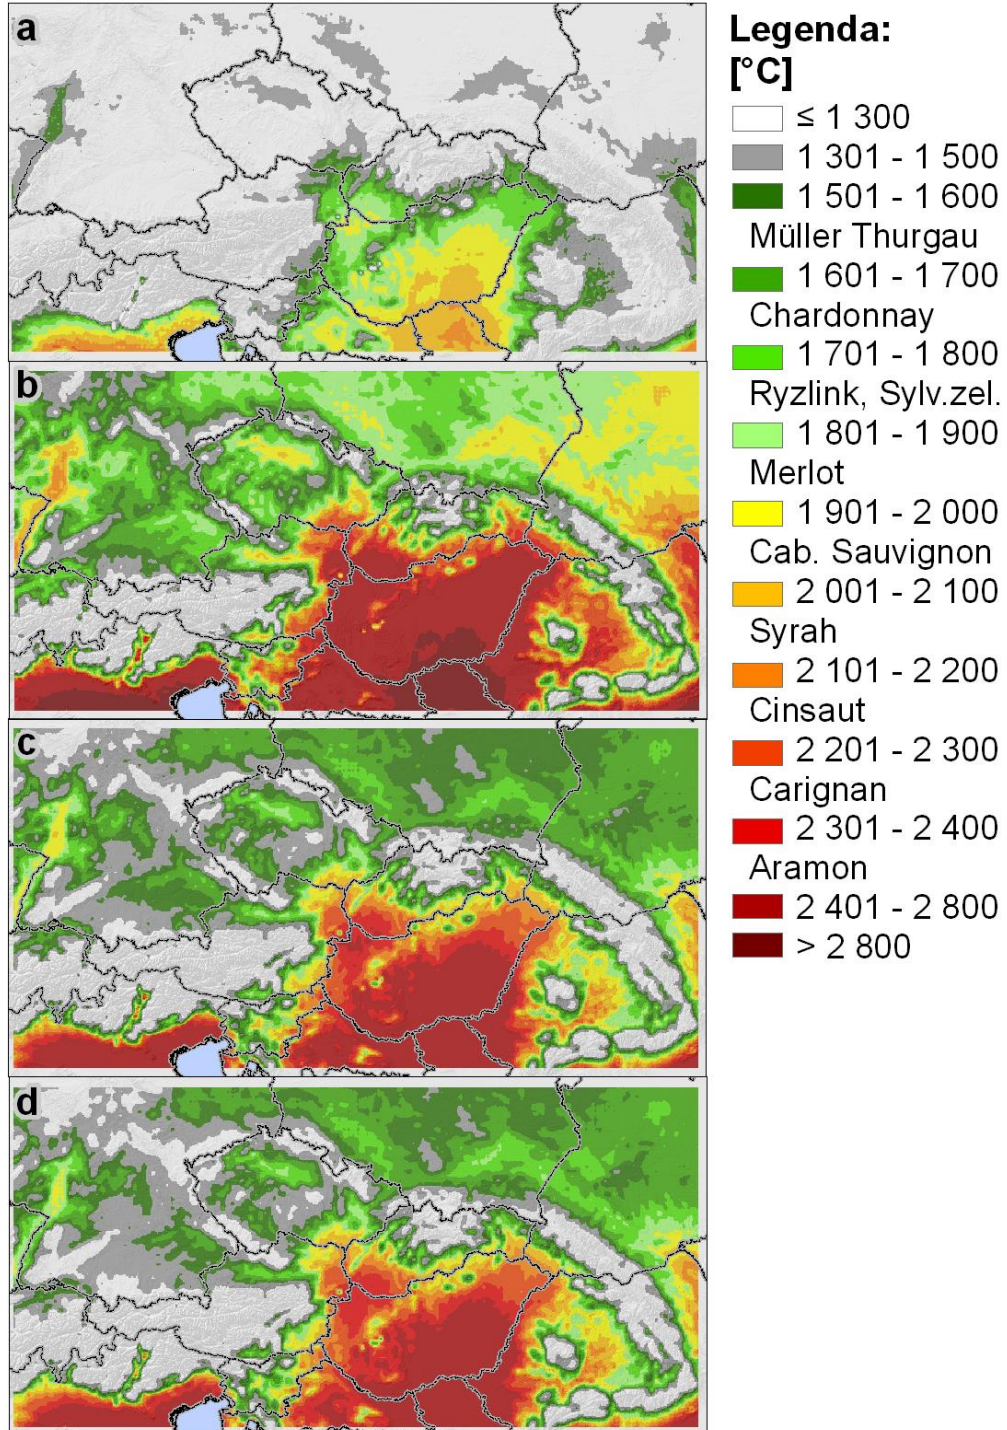 a
b
c
d
Legenda:
[°C]
≤ 1 300
1 301 - 1 500
1 501 - 1 600
Müller Thurgau
1 601 - 1 700
Chardonnay
1 701 - 1 800
Ryzlink, Sylv.zel.
1 801 - 1 900
Merlot
1 901 - 2 000
Cab. Sauvignon
2 001 - 2 100
Syrah
2 101 - 2 200
Cinsaut
2 201 - 2 300
Carignan
2 301 - 2 400
Aramon
2 401 - 2 800
> 2 800